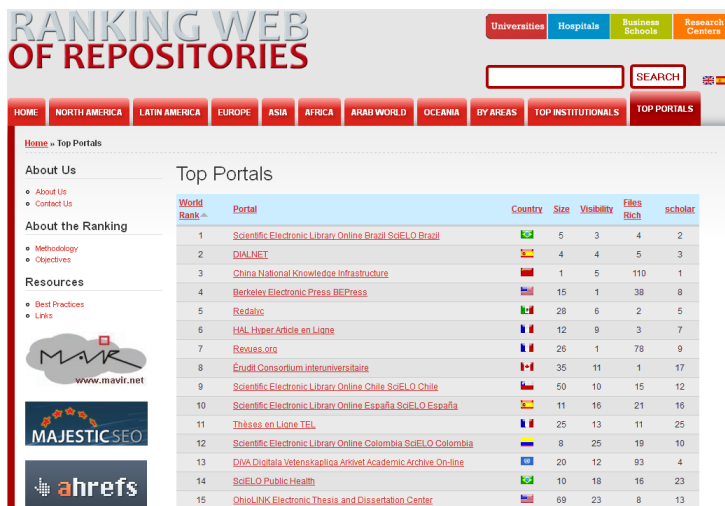 RANKING WEB
OF REPOSITORIES
Universities
Hospitals
Business
Schools
Research
Centers
SEARCH
HOME
NORTH AMERICA
LATIN AMERICA
EUROPE
ASIA
AFRICA
ARAB WORLD
OCEANIA
BY AREAS
TOP INSTITUTIONALS
TOP PORTALS
Home » Top Portals
About Us
About Us
Contact Us
About the Ranking
Methodology
Objectives
Resources
Best Practices
Links
MAVIR
www.mavir.net
MAJESTICSEO
ahrefs
Top Portals
World Rank Portal Country Size Visibility Files Rich scholar
1 Scientific Electronic Library Online Brazil SciELO Brazil 5 3 4 2
2 DIALNET 4 4 5 3
3 China National Knowledge Infrastructure 1 5 110 1
4 Berkeley Electronic Press BEPress 15 1 38 8
5 Redalyc 28 6 2 5
6 HAL Hyper Article en Ligne 12 9 3 7
7 Revues.org 26 1 78 9
8 Érudit Consortium interuniversitaire 35 11 1 17
9 Scientific Electronic Library Online Chile SciELO Chile 50 10 15 12
10 Scientific Electronic Library Online España SciELO España 11 16 21 16
11 Thèses en Ligne TEL 25 13 11 25
12 Scientific Electronic Library Online Colombia SciELO Colombia 8 25 19 10
13 DiVA Digitala Vetenskapliga Arkivet Academic Archive On-line 20 12 93 4
14 SciELO Public Health 10 18 16 23
15 OhioLINK Electronic Thesis and Dissertation Center 69 23 8 13